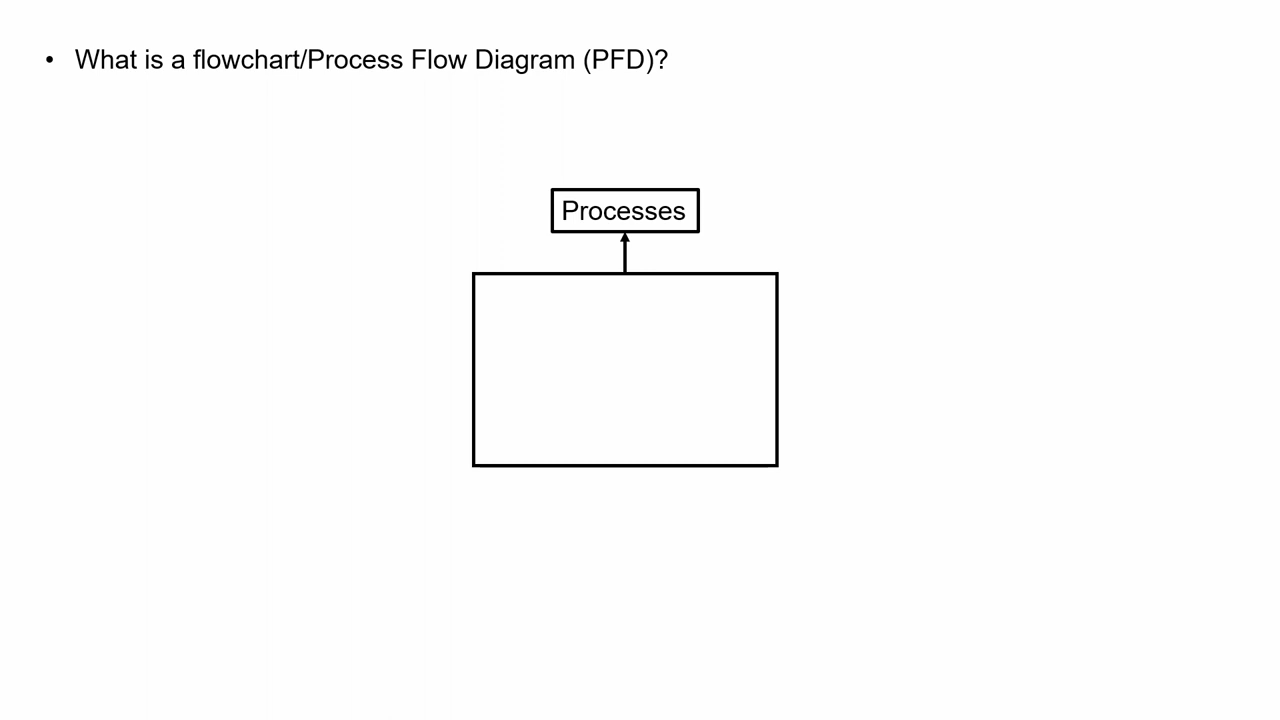 • What is a flowchart/Process Flow Diagram (PFD)?
Processes